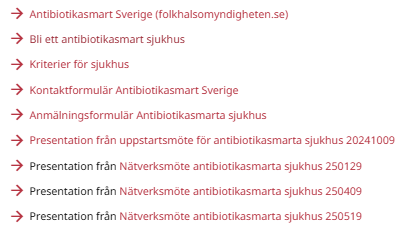 Antibiotikasmart Sverige (folkhalsomyndigheten.se)
Bli ett antibiotikasmart sjukhus
Kriterier för sjukhus
Kontaktformulär Antibiotikasmart Sverige
Anmälningsformulär Antibiotikasmarta sjukhus
Presentation från uppstartsmöte för antibiotikasmarta sjukhus 20241009
Presentation från Nätverksmöte antibiotikasmarta sjukhus 250129
Presentation från Nätverksmöte antibiotikasmarta sjukhus 250409
Presentation från Nätverksmöte antibiotikasmarta sjukhus 250519